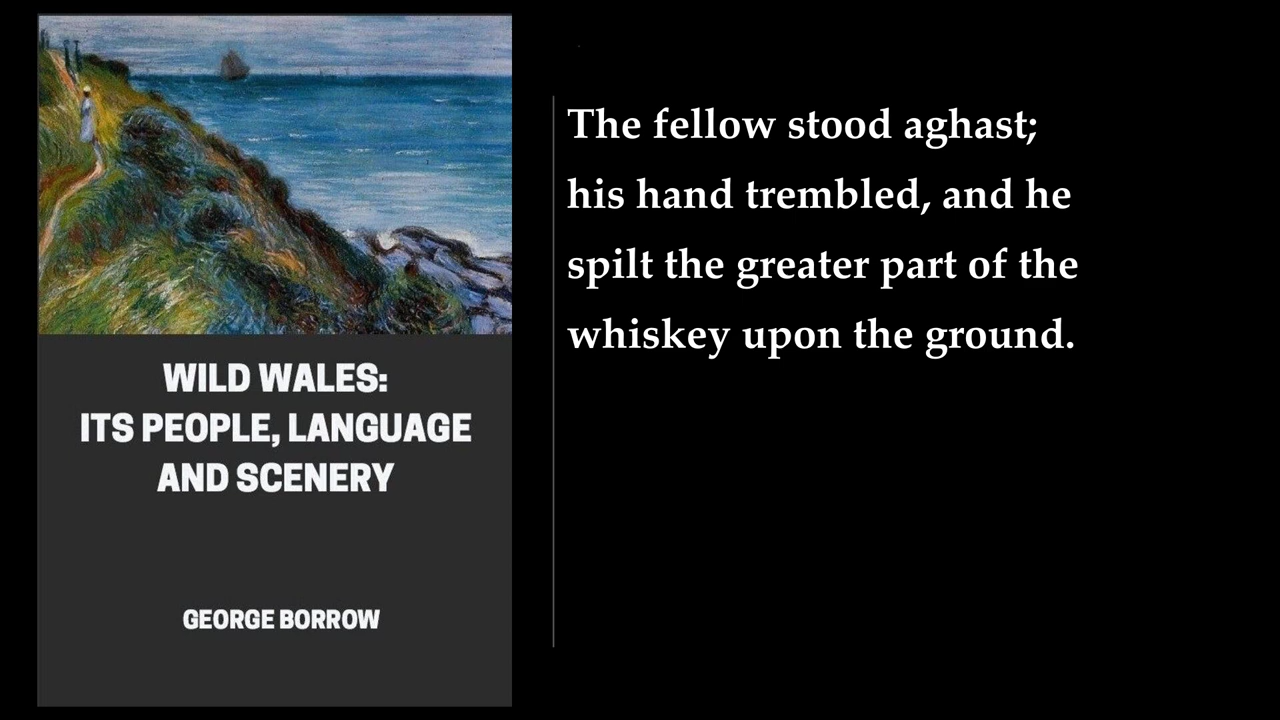 WILD WALES:
ITS PEOPLE, LANGUAGE
AND SCENERY
GEORGE BORROW
The fellow stood aghast;
his hand trembled, and he
spilt the greater part of the
whiskey upon the ground.